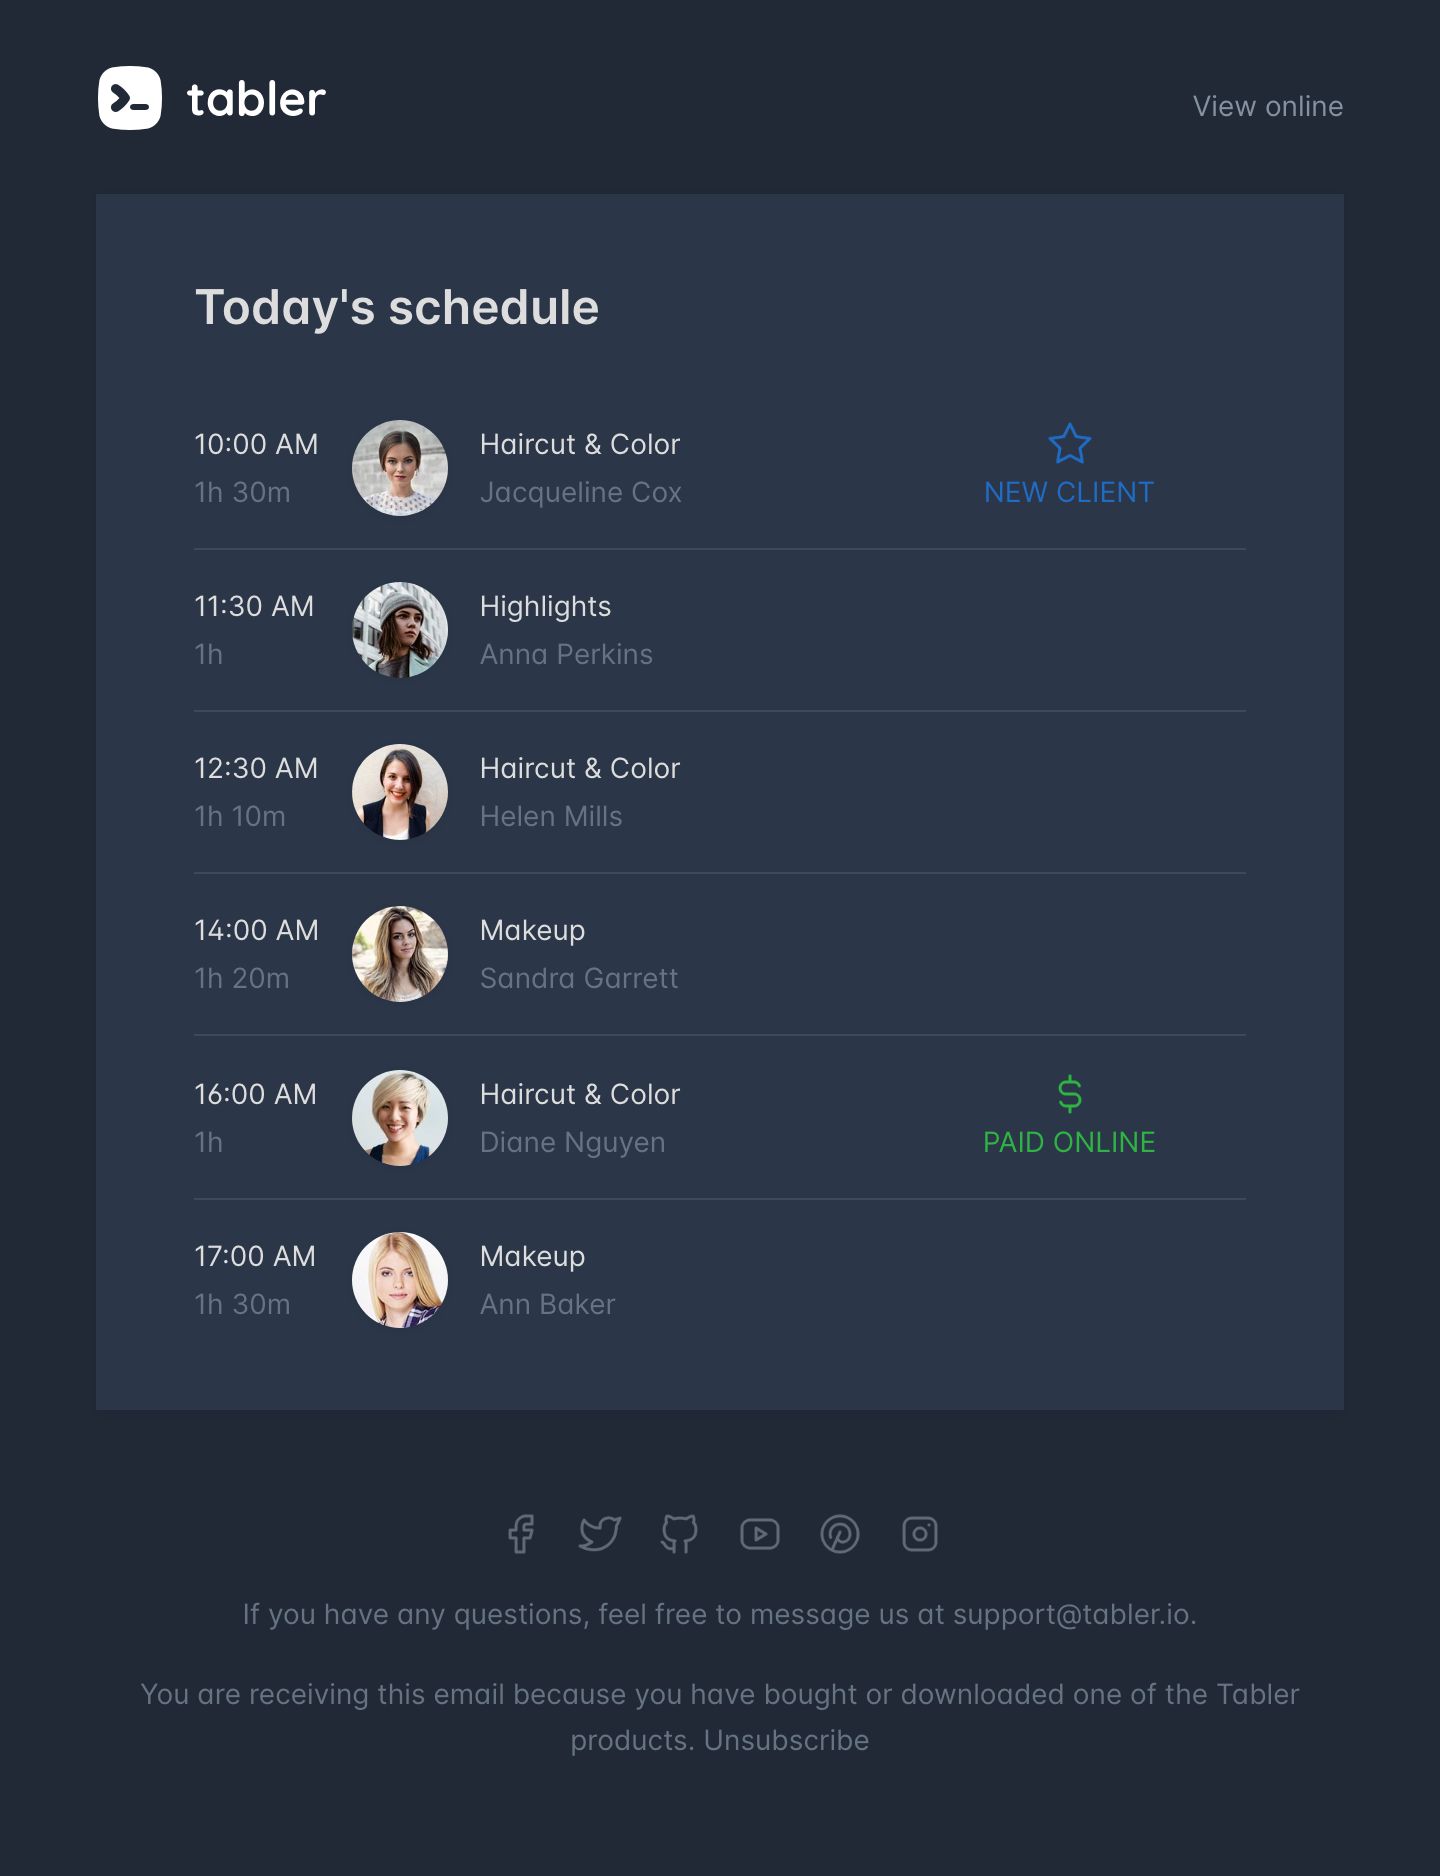 tabler
View online
Today's schedule
10:00 AM
Haircut & Color
1h 30m
Jacqueline Cox
NEW CLIENT
11:30 AM
Highlights
1h
Anna Perkins
12:30 AM
Haircut & Color
1h 10m
Helen Mills
14:00 AM
Makeup
1h 20m
Sandra Garrett
16:00 AM
Haircut & Color
1h
Diane Nguyen
$
PAID ONLINE
17:00 AM
Makeup
1h 30m
Ann Baker
If you have any questions, feel free to message us at support@tabler.io.
You are receiving this email because you have bought or downloaded one of the Tabler
products. Unsubscribe